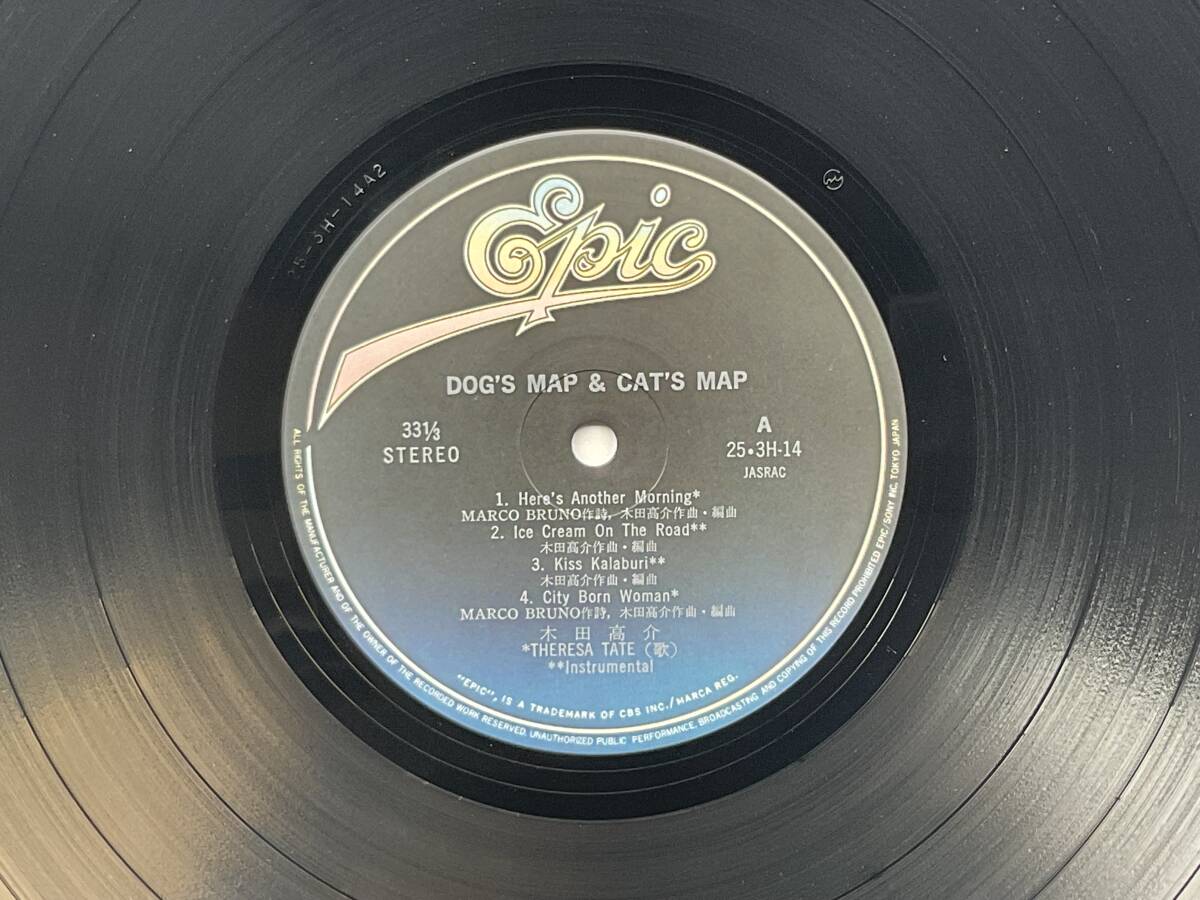 25-3H-14A2
Epic
DOG'S MAP & CAT'S MAP
33⅓
STEREO
A
25•3H-14
JASRAC
1. Here's Another Morning*
MARCO BRUNO作詩, 木田高介作曲・編曲
2. Ice Cream On The Road**
木田高介作曲・編曲
3. Kiss Kalaburi**
木田高介作曲・編曲
4. City Born Woman*
MARCO BRUNO作詩, 木田高介作曲・編曲
木田高介
*THERESA TATE (歌)
**Instrumental
"EPIC", IS A TRADEMARK OF CBS INC./MARCA REG.
ALL RIGHTS OF THE MANUFACTURER AND OF THE OWNER OF THE RECORDED WORK RESERVED. UNAUTHORIZED PUBLIC PERFORMANCE, BROADCASTING AND COPYING OF THIS RECORD PROHIBITED EPIC/SONY INC. TOKYO JAPAN